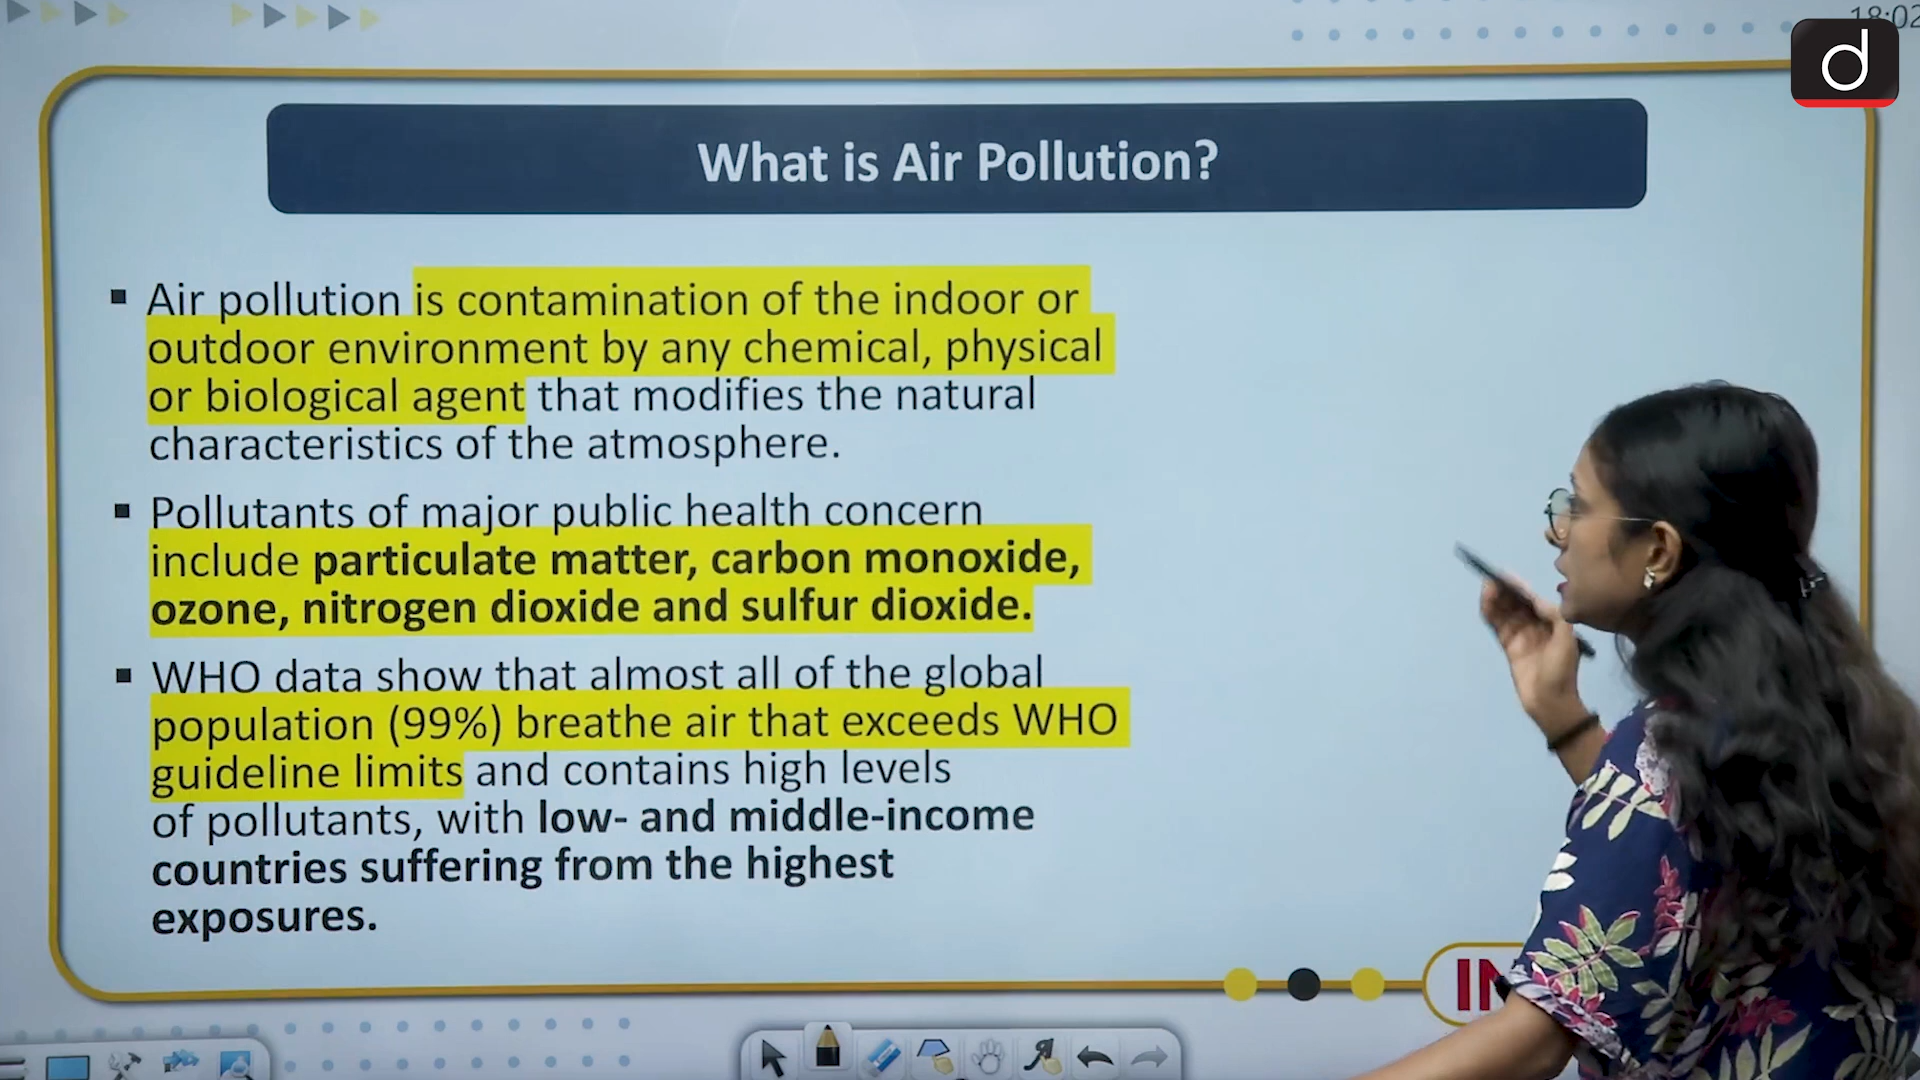 18:02
d
What is Air Pollution?
▪ Air pollution is contamination of the indoor or
outdoor environment by any chemical, physical
or biological agent that modifies the natural
characteristics of the atmosphere.
▪ Pollutants of major public health concern
include particulate matter, carbon monoxide,
ozone, nitrogen dioxide and sulfur dioxide.
▪ WHO data show that almost all of the global
population (99%) breathe air that exceeds WHO
guideline limits and contains high levels
of pollutants, with low- and middle-income
countries suffering from the highest
exposures.